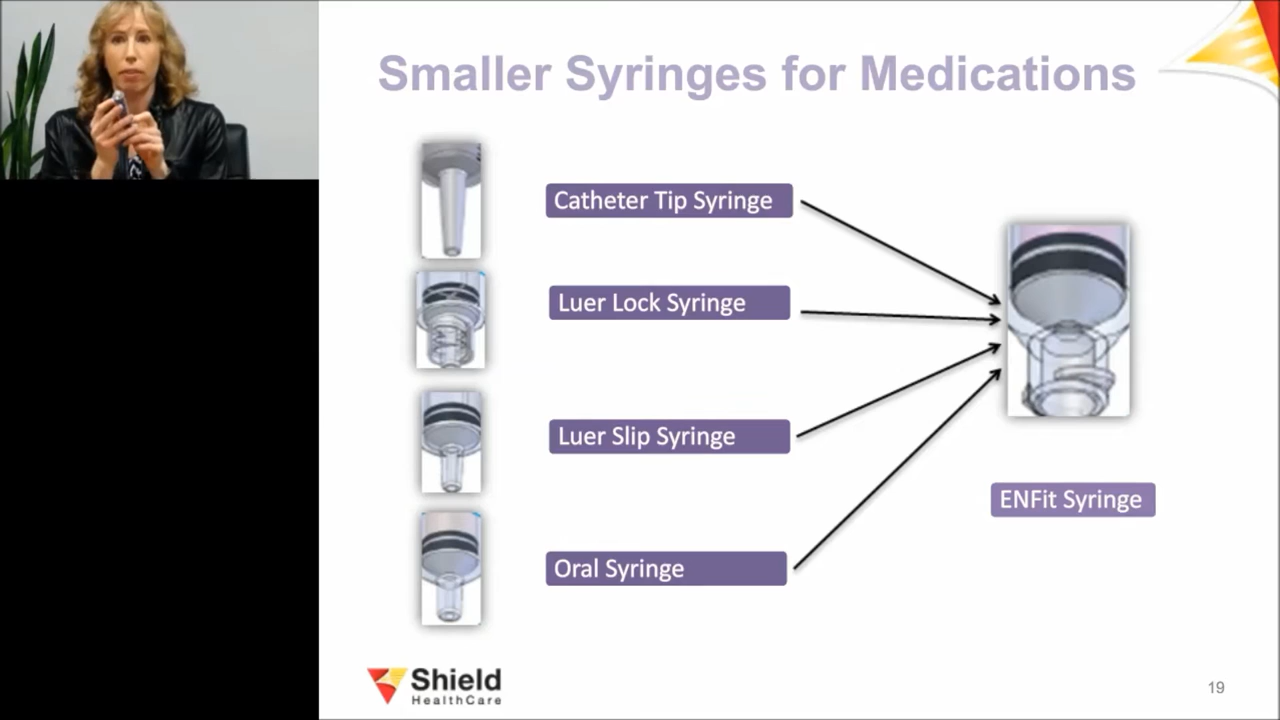 Smaller Syringes for Medications
Catheter Tip Syringe
Luer Lock Syringe
Luer Slip Syringe
Oral Syringe
ENFit Syringe
Shield
HealthCare
19